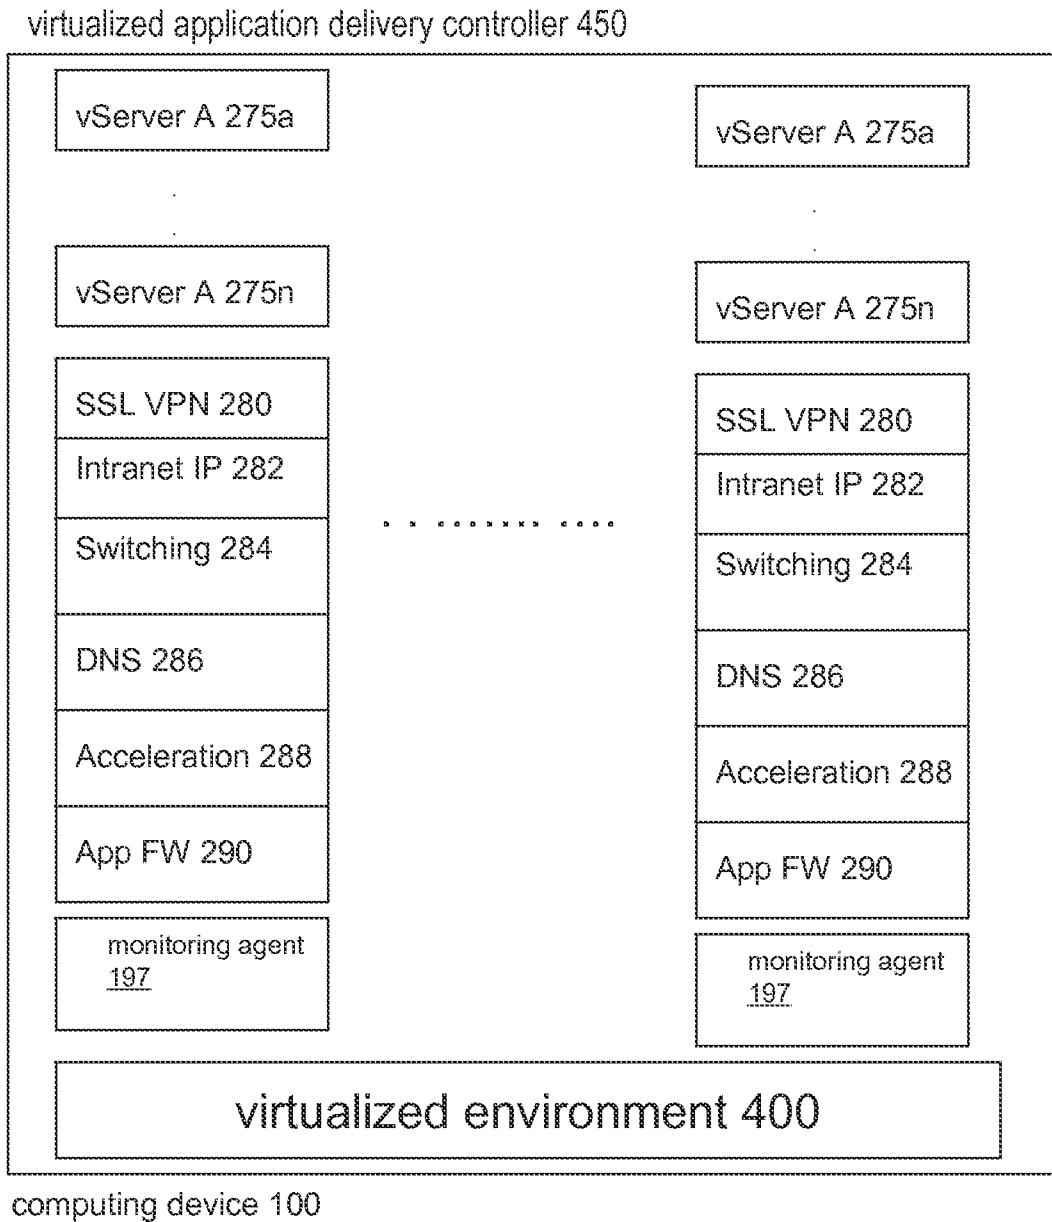 virtualized application delivery controller 450
vServer A 275a
vServer A 275n
SSL VPN 280
Intranet IP 282
Switching 284
DNS 286
Acceleration 288
App FW 290
monitoring agent
197
vServer A 275a
vServer A 275n
SSL VPN 280
Intranet IP 282
Switching 284
DNS 286
Acceleration 288
App FW 290
monitoring agent
197
virtualized environment 400
computing device 100